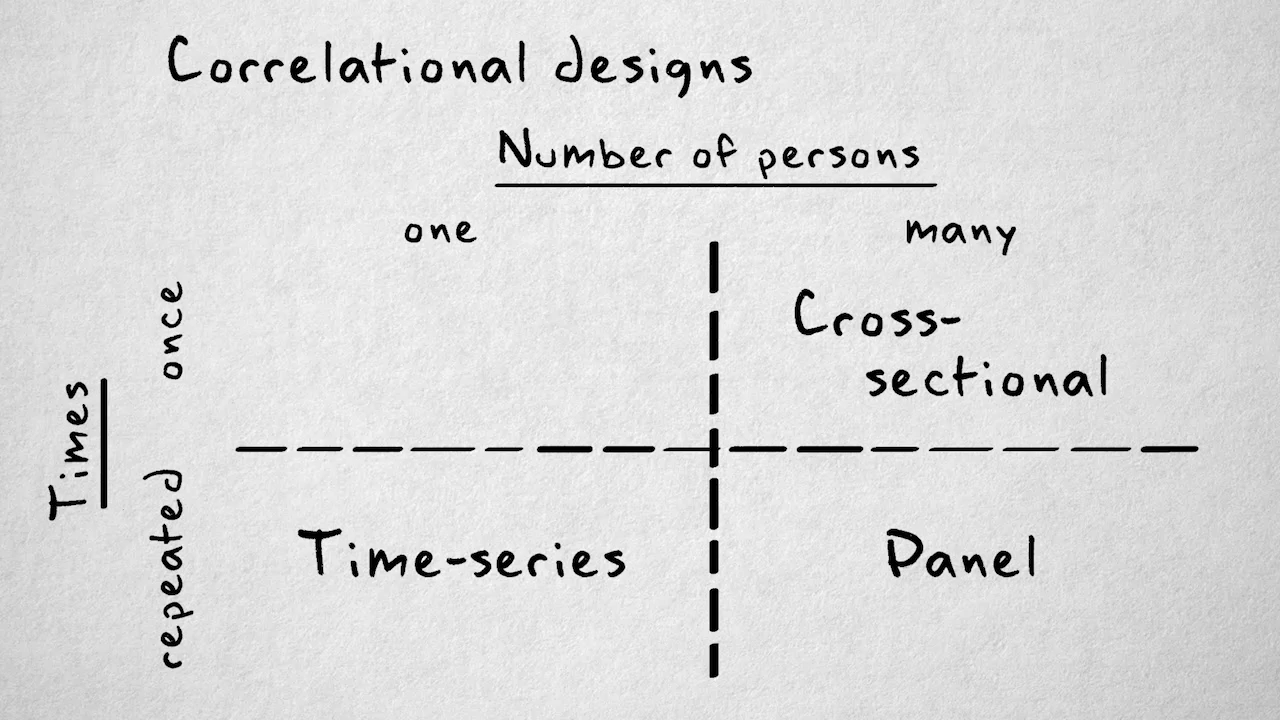 Correlational designs
Number of persons
one
many
Times
once
repeated
Cross-
sectional
Time-series
Panel